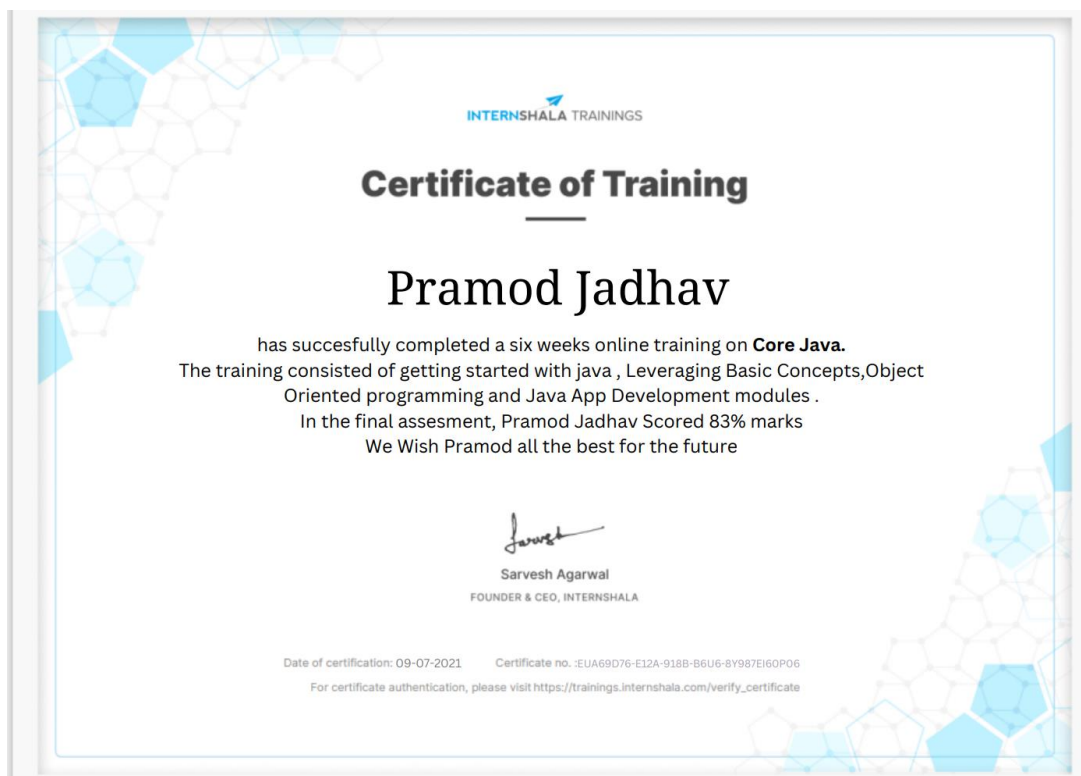 INTERNSHALA TRAININGS
Certificate of Training
Pramod Jadhav
has succesfully completed a six weeks online training on Core Java.
The training consisted of getting started with java , Leveraging Basic Concepts,Object
Oriented programming and Java App Development modules .
In the final assesment, Pramod Jadhav Scored 83% marks
We Wish Pramod all the best for the future
Sarvesh Agarwal
FOUNDER & CEO, INTERNSHALA
Date of certification: 09-07-2021 Certificate no. :EUA69D76-E12A-918B-B6U6-8Y987EI60P06
For certificate authentication, please visit https://trainings.internshala.com/verify_certificate